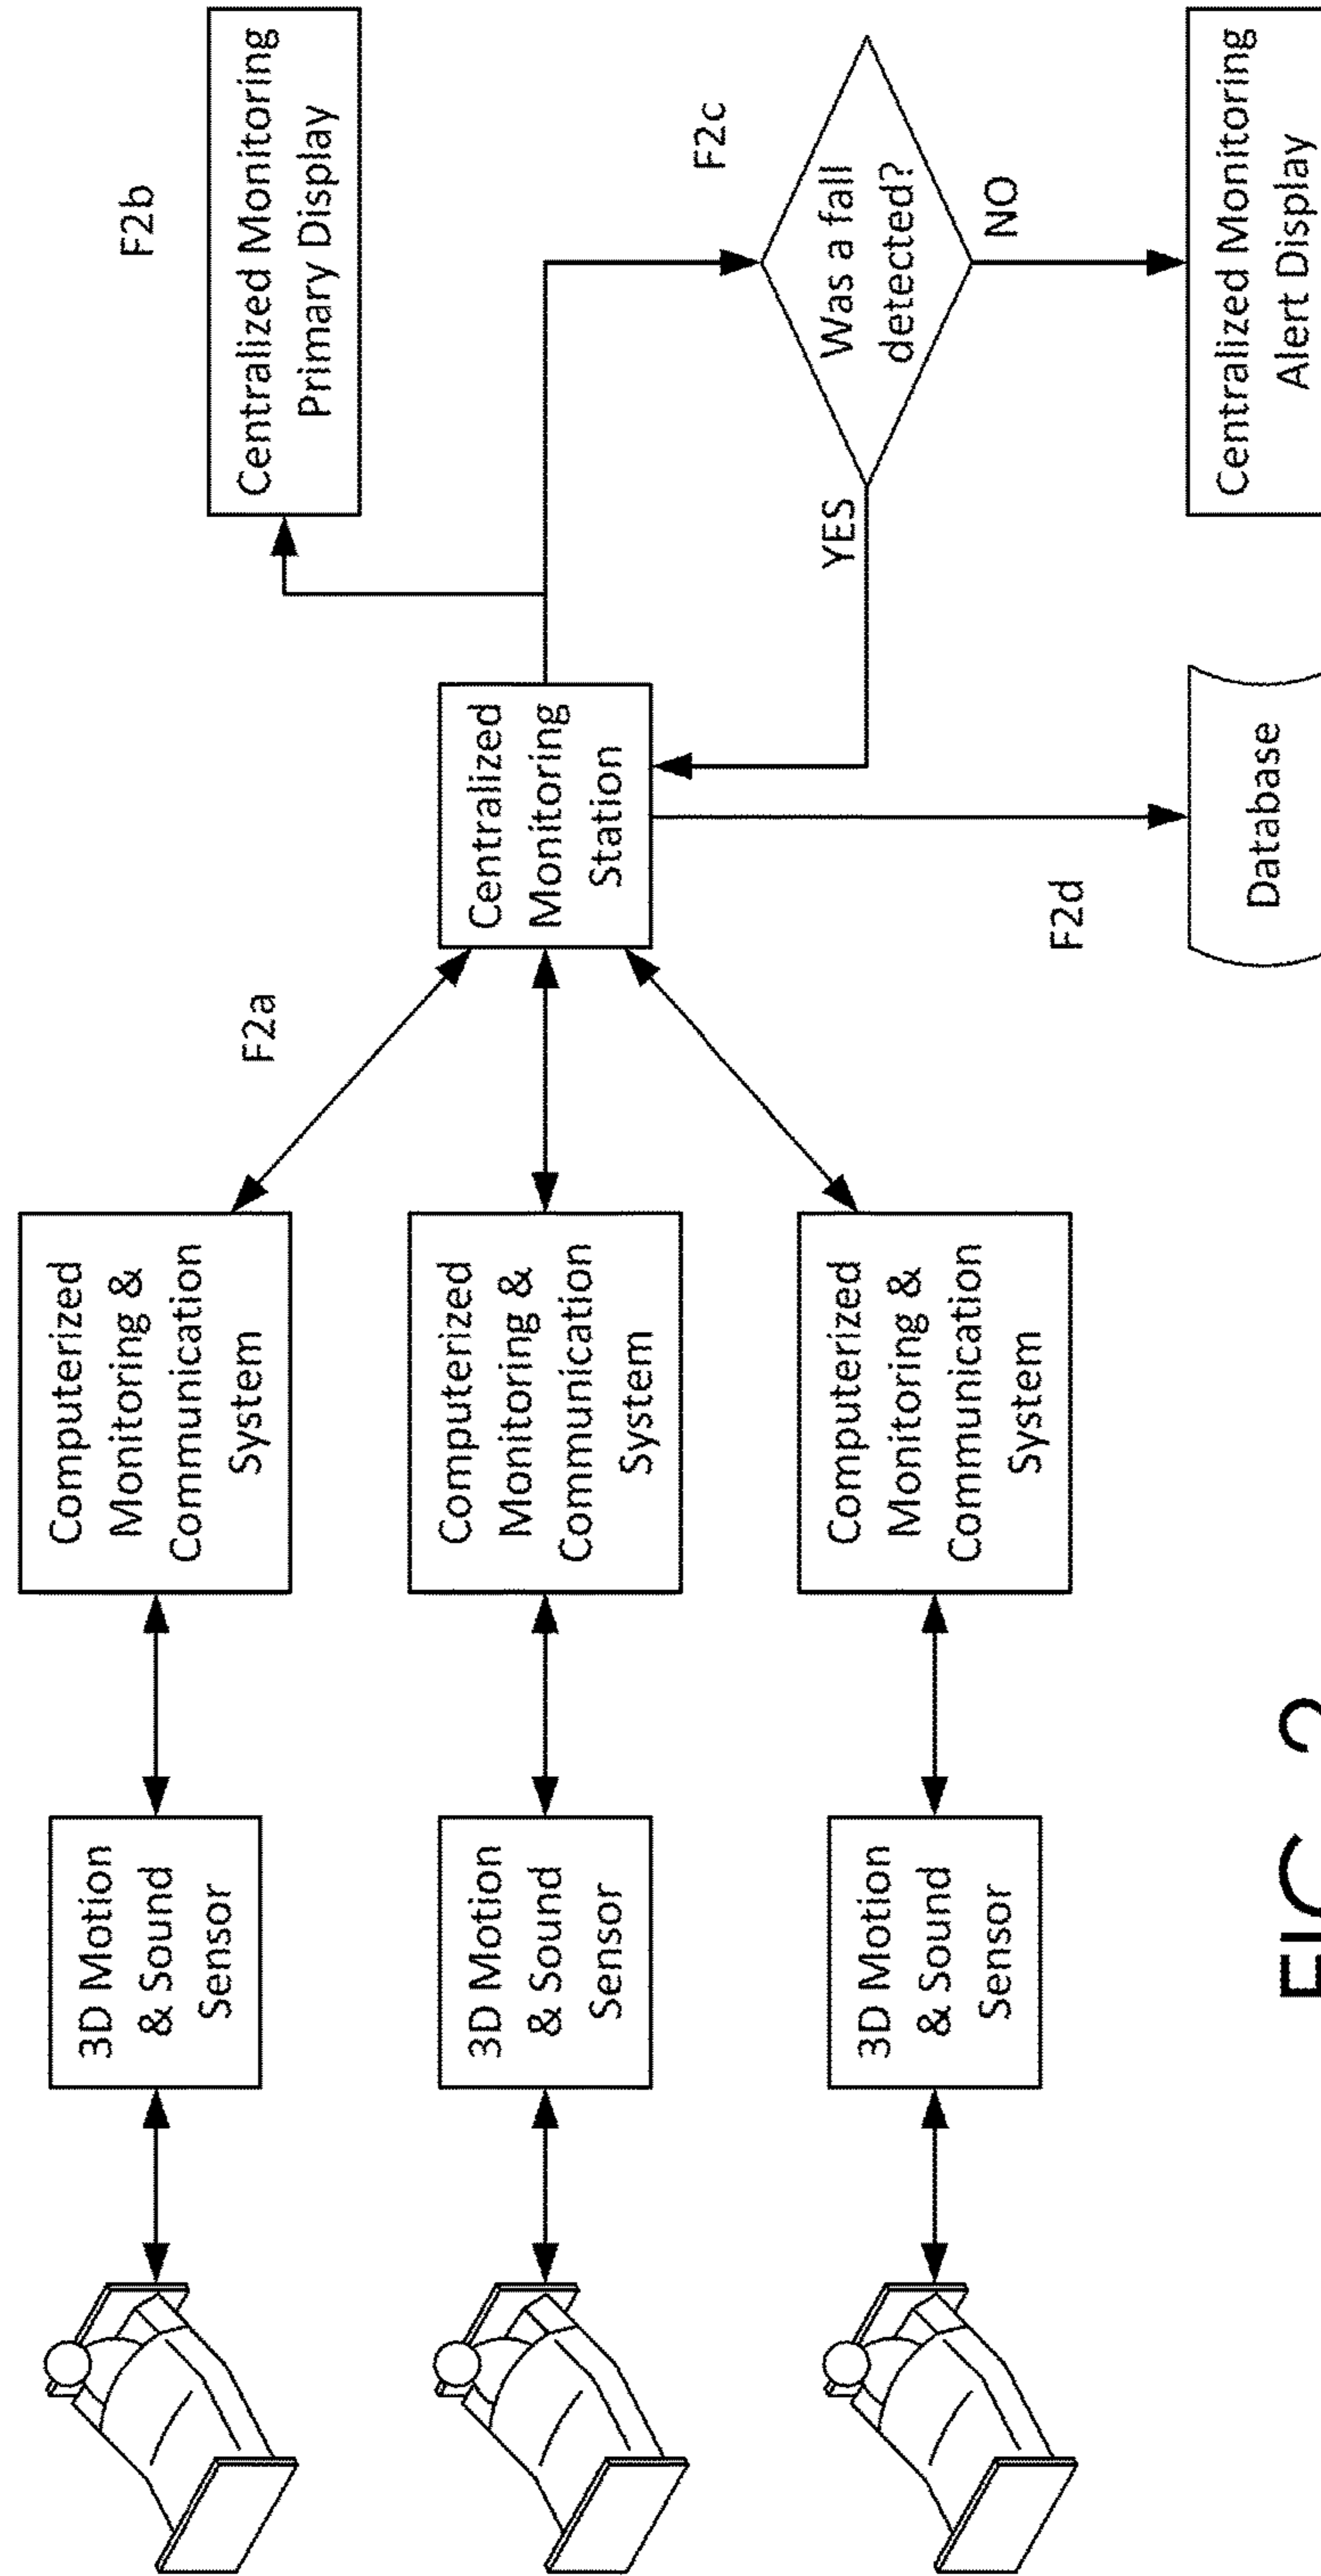 3D Motion
& Sound
Sensor
Computerized
Monitoring &
Communication
System
F2a
F2b
Centralized Monitoring
Primary Display
3D Motion
& Sound
Sensor
Computerized
Monitoring &
Communication
System
Centralized
Monitoring
Station
F2c
Was a fall
detected?
YES
NO
3D Motion
& Sound
Sensor
Computerized
Monitoring &
Communication
System
F2d
Database
Centralized Monitoring
Alert Display